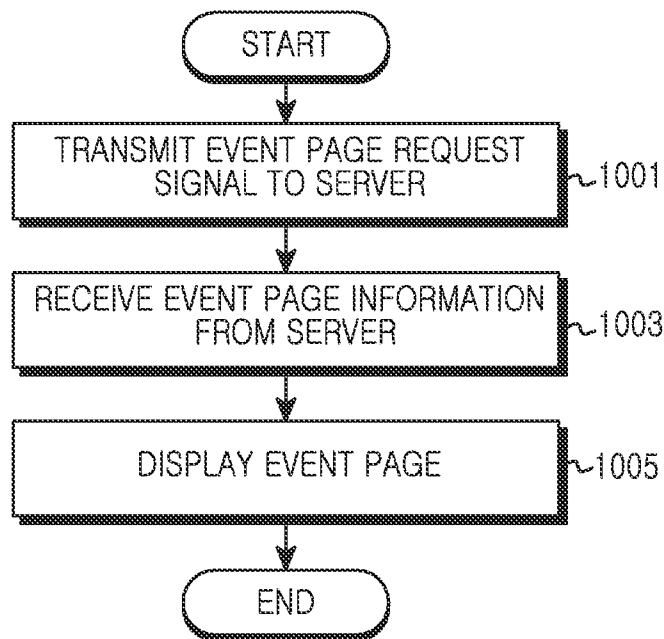 START
TRANSMIT EVENT PAGE REQUEST
SIGNAL TO SERVER
1001
RECEIVE EVENT PAGE INFORMATION
FROM SERVER
1003
DISPLAY EVENT PAGE
1005
END